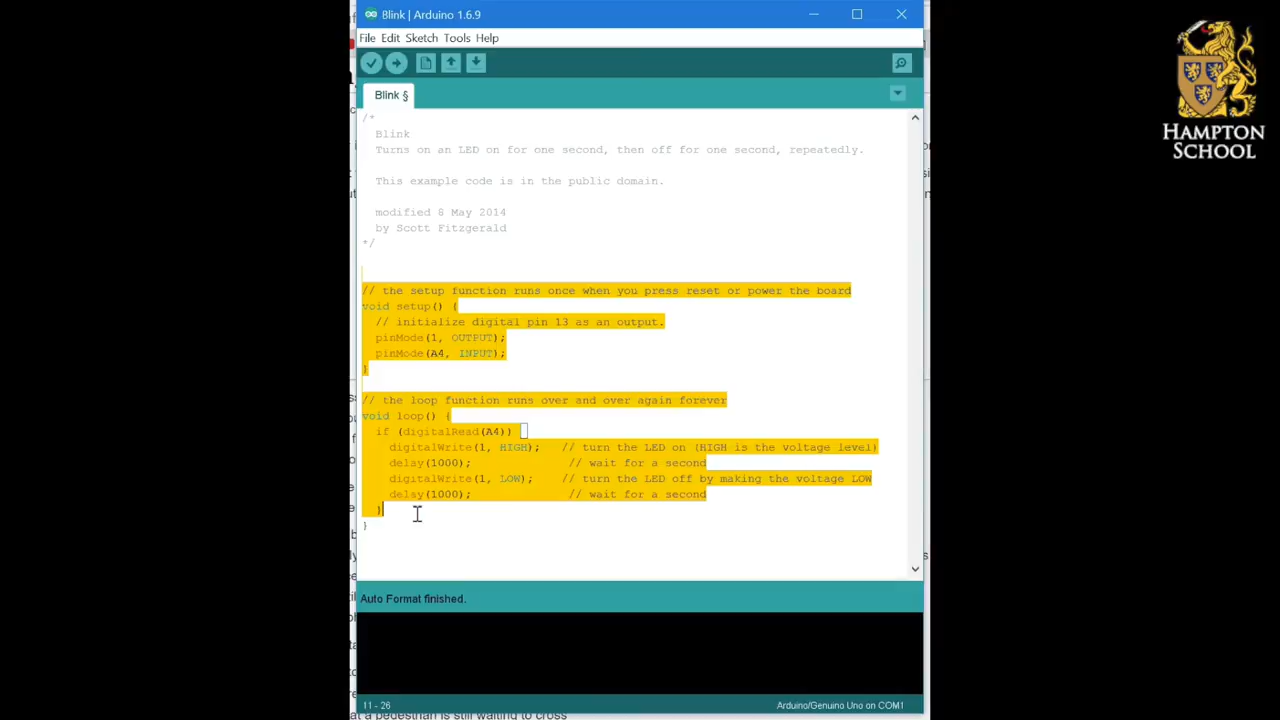 Blink | Arduino 1.6.9
File Edit Sketch Tools Help
Blink §
/*
Blink
Turns on an LED on for one second, then off for one second, repeatedly.
This example code is in the public domain.
modified 8 May 2014
by Scott Fitzgerald
*/
// the setup function runs once when you press reset or power the board
void setup() {
// initialize digital pin 13 as an output.
pinMode(1, OUTPUT);
pinMode(A4, INPUT);
}
// the loop function runs over and over again forever
void loop() {
if (digitalRead(A4))
digitalWrite(1, HIGH);   // turn the LED on (HIGH is the voltage level)
delay(1000);              // wait for a second
digitalWrite(1, LOW);    // turn the LED off by making the voltage LOW
delay(1000);              // wait for a second
}
}
Auto Format finished.
11 - 26
Arduino/Genuino Uno on COM1
at a pedestrian is still waiting to cross
HAMPTON
SCHOOL